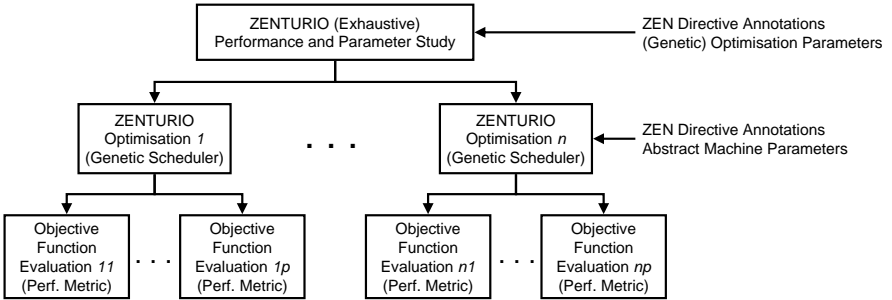 ZENTURIO (Exhaustive)
Performance and Parameter Study
ZEN Directive Annotations
(Genetic) Optimisation Parameters
ZENTURIO
Optimisation 1
(Genetic Scheduler)
. . .
ZENTURIO
Optimisation n
(Genetic Scheduler)
ZEN Directive Annotations
Abstract Machine Parameters
Objective
Function
Evaluation 11
(Perf. Metric)
. . .
Objective
Function
Evaluation 1p
(Perf. Metric)
Objective
Function
Evaluation n1
(Perf. Metric)
. . .
Objective
Function
Evaluation np
(Perf. Metric)